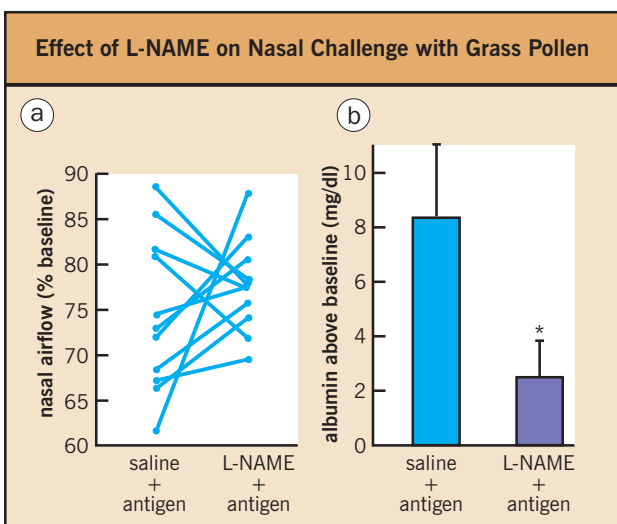 Effect of L-NAME on Nasal Challenge with Grass Pollen
a
nasal airflow (% baseline)
90
85
80
75
70
65
60
saline
+
antigen
L-NAME
+
antigen
b
albumin above baseline (mg/dl)
10
8
6
4
2
0
*
saline
+
antigen
L-NAME
+
antigen